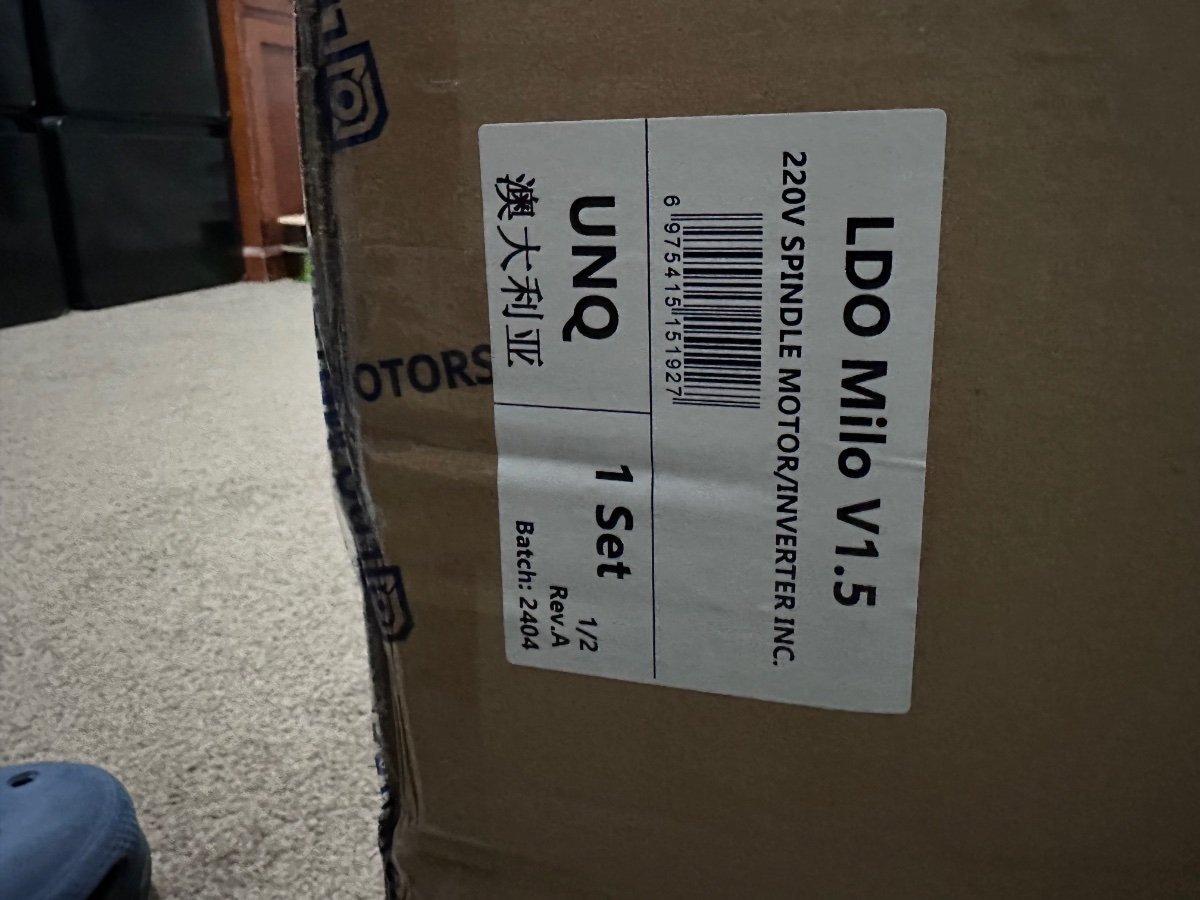 LDO Milo V1.5
220V SPINDLE MOTOR/INVERTER INC.
6 975415 151927
UNQ
澳大利亚
1 Set
1/2
Rev.A
Batch: 2404
OTORS